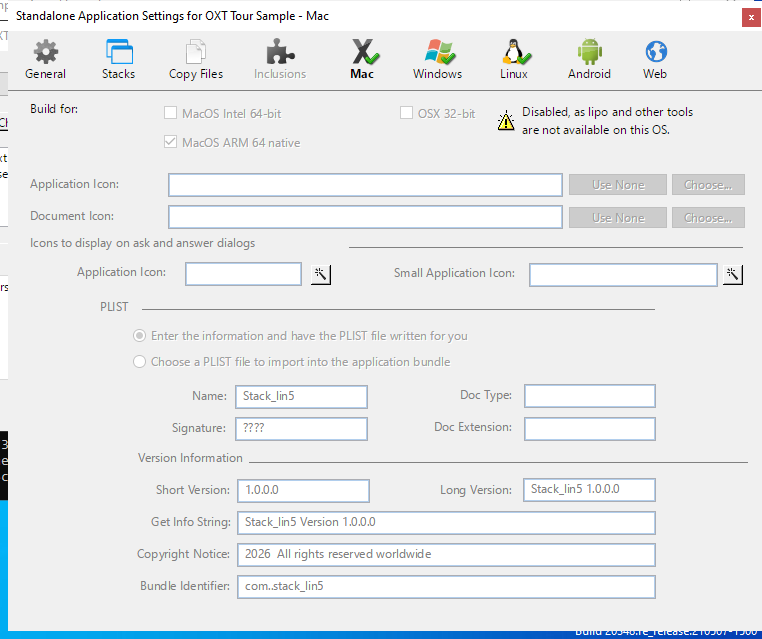 Standalone Application Settings for OXT Tour Sample - Mac
x
General Stacks Copy Files Inclusions Mac Windows Linux Android Web
Build for:
MacOS Intel 64-bit
OSX 32-bit
Disabled, as lipo and other tools
are not available on this OS.
MacOS ARM 64 native
Application Icon:
Use None
Choose...
Document Icon:
Use None
Choose...
Icons to display on ask and answer dialogs
Application Icon:
Small Application Icon:
PLIST
Enter the information and have the PLIST file written for you
Choose a PLIST file to import into the application bundle
Name: Stack_lin5
Doc Type:
Signature: ????
Doc Extension:
Version Information
Short Version: 1.0.0.0
Long Version: Stack_lin5 1.0.0.0
Get Info String: Stack_lin5 Version 1.0.0.0
Copyright Notice: 2026  All rights reserved worldwide
Bundle Identifier: com..stack_lin5